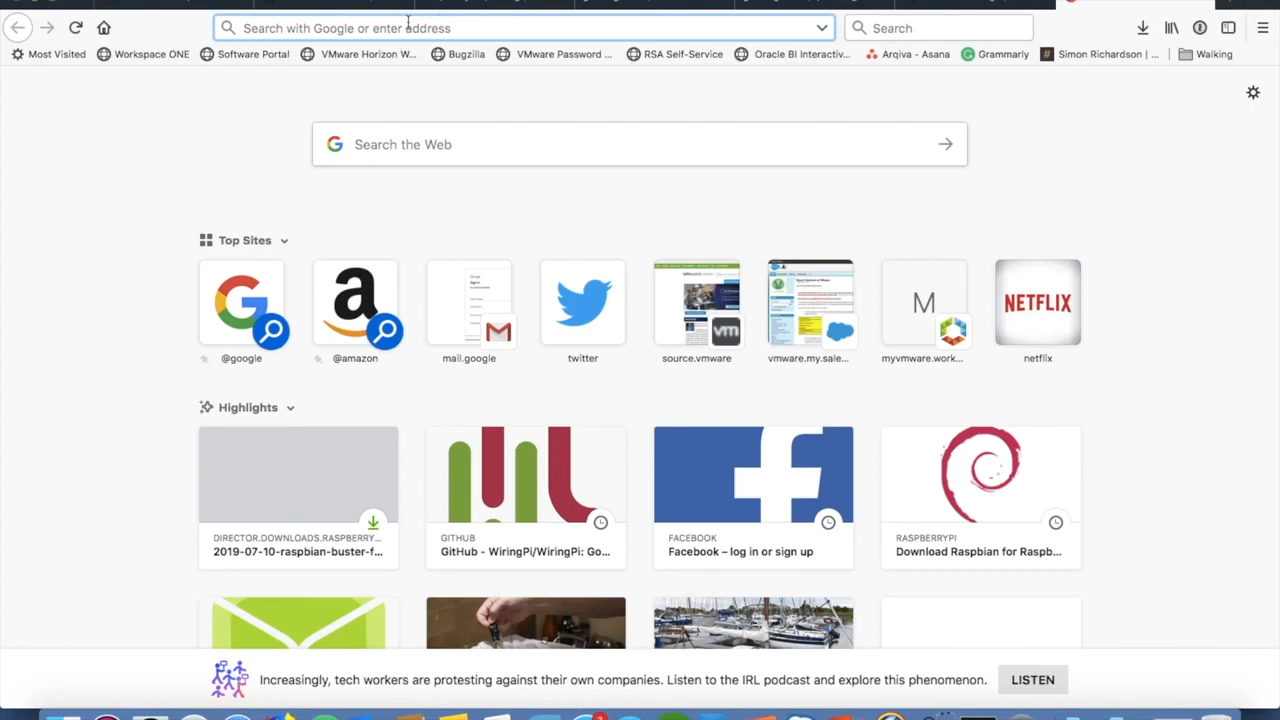 Search with Google or enter address
Search
Most Visited
Workspace ONE
Software Portal
VMware Horizon W...
Bugzilla
VMware Password ...
RSA Self-Service
Oracle BI Interactiv...
Arqiva - Asana
Grammarly
# Simon Richardson | ...
Walking
Search the Web
Top Sites
a
vm
M
NETFLIX
@google
@amazon
mail.google
twitter
source.vmware
vmware.my.sale...
myvmware.work...
netflix
Highlights
f
DIRECTOR.DOWNLOADS.RASPBERRY...
2019-07-10-raspbian-buster-f...
GITHUB
GitHub - WiringPi/WiringPi: Go...
FACEBOOK
Facebook – log in or sign up
RASPBERRYPI
Download Raspbian for Raspb...
Increasingly, tech workers are protesting against their own companies. Listen to the IRL podcast and explore this phenomenon.
LISTEN